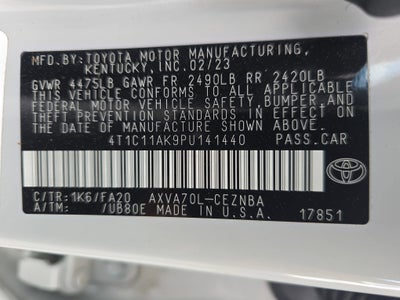 MFD.BY:TOYOTA MOTOR MANUFACTURING,
KENTUCKY, INC.02/23
GVWR 4475LB GAWR FR 2490LB RR 2420LB
THIS VEHICLE CONFORMS TO ALL APPLICABLE
FEDERAL MOTOR VEHICLE SAFETY,BUMPER,AND
THEFT PREVENTION STANDARDS IN EFFECT ON
THE DATE OF MANUFACTURE SHOWN ABOVE.
4T1C11AK9PU141440 PASS.CAR
TOYOTA
C/TR:1K6/FA20 AXVA70L-CEZNBA
A/TM: /UB80E MADE IN U.S.A. 17851